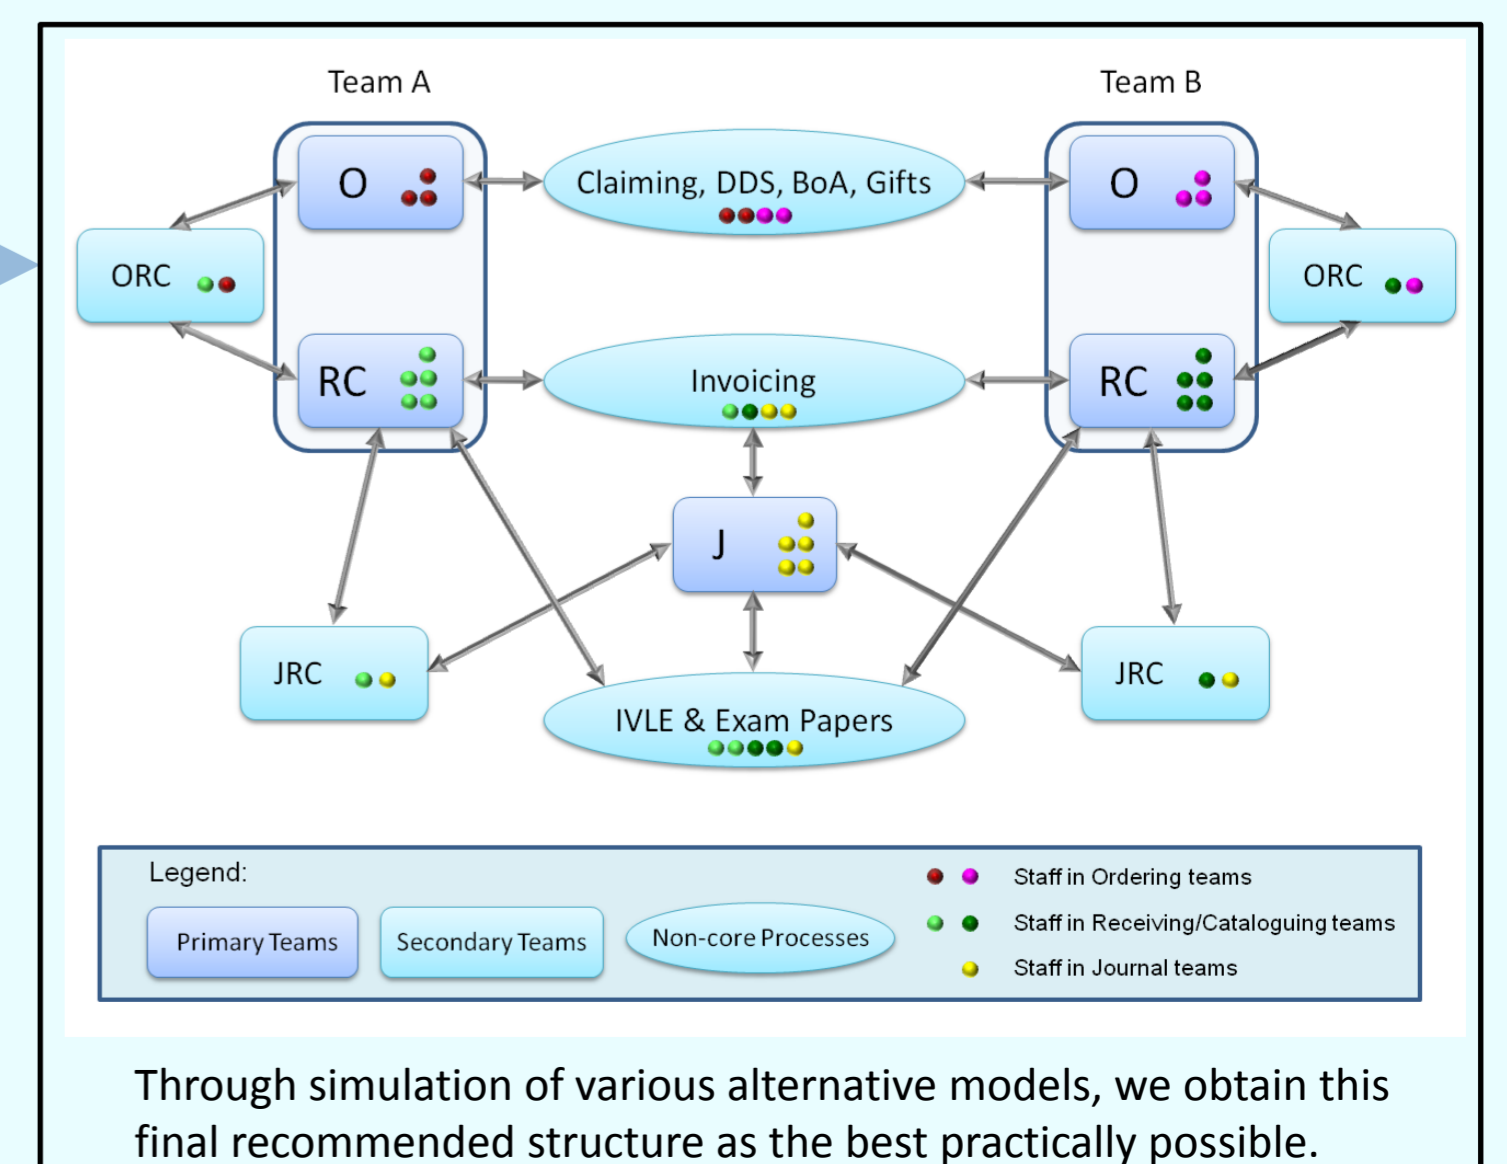 Team A
Team B
O
Claiming, DDS, BoA, Gifts
O
ORC
ORC
RC
Invoicing
RC
J
JRC
JRC
IVLE & Exam Papers
Legend:
Primary Teams
Secondary Teams
Non-core Processes
Staff in Ordering teams
Staff in Receiving/Cataloguing teams
Staff in Journal teams
Through simulation of various alternative models, we obtain this
final recommended structure as the best practically possible.